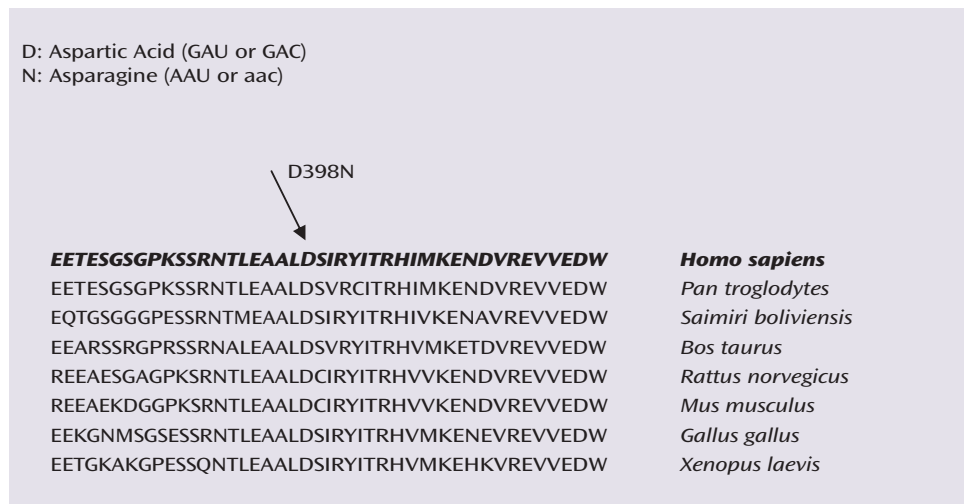 D: Aspartic Acid (GAU or GAC)
N: Asparagine (AAU or aac)
D398N
EETESGSGPKSSRNTLEAALDSIRYITRHIMKENDVREVVEDW Homo sapiens
EETESGSGPKSSRNTLEAALDSVRCITRHIMKENDVREVVEDW Pan troglodytes
EQTGSGGGPESSRNTMEAALDSIRYITRHIVKENAVREVVEDW Saimiri boliviensis
EEARSSRGPRSSRNALEAALDSVRYITRHVMKETDVREVVEDW Bos taurus
REEAESGAGPKSRNTLEAALDCIRYITRHVVKENDVREVVEDW Rattus norvegicus
REEAEKDGGPKSRNTLEAALDCIRYITRHVVKENDVREVVEDW Mus musculus
EEKGNMSGSESSRNTLEAALDSIRYITRHVMKENEVREVVEDW Gallus gallus
EETGKAKGPESSQNTLEAALDSIRYITRHVMKEHKVREVVEDW Xenopus laevis